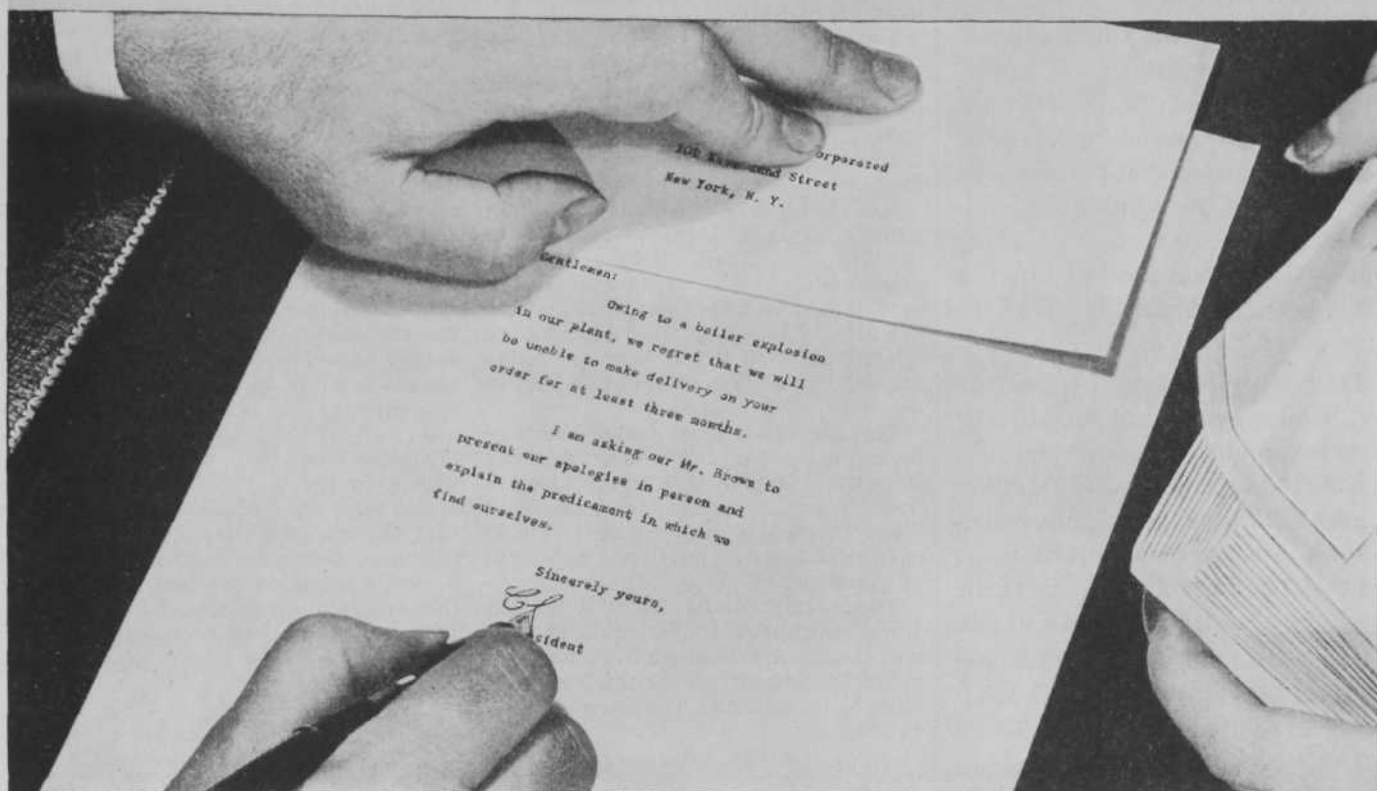 orporated
Street
New York, N. Y.
Gentlemen:
Owing to a boiler explosion
in our plant, we regret that we will
be unable to make delivery on your
order for at least three months.
I am asking our Mr. Brown to
present our apologies in person and
explain the predicament in which we
find ourselves.
Sincerely yours,
sident